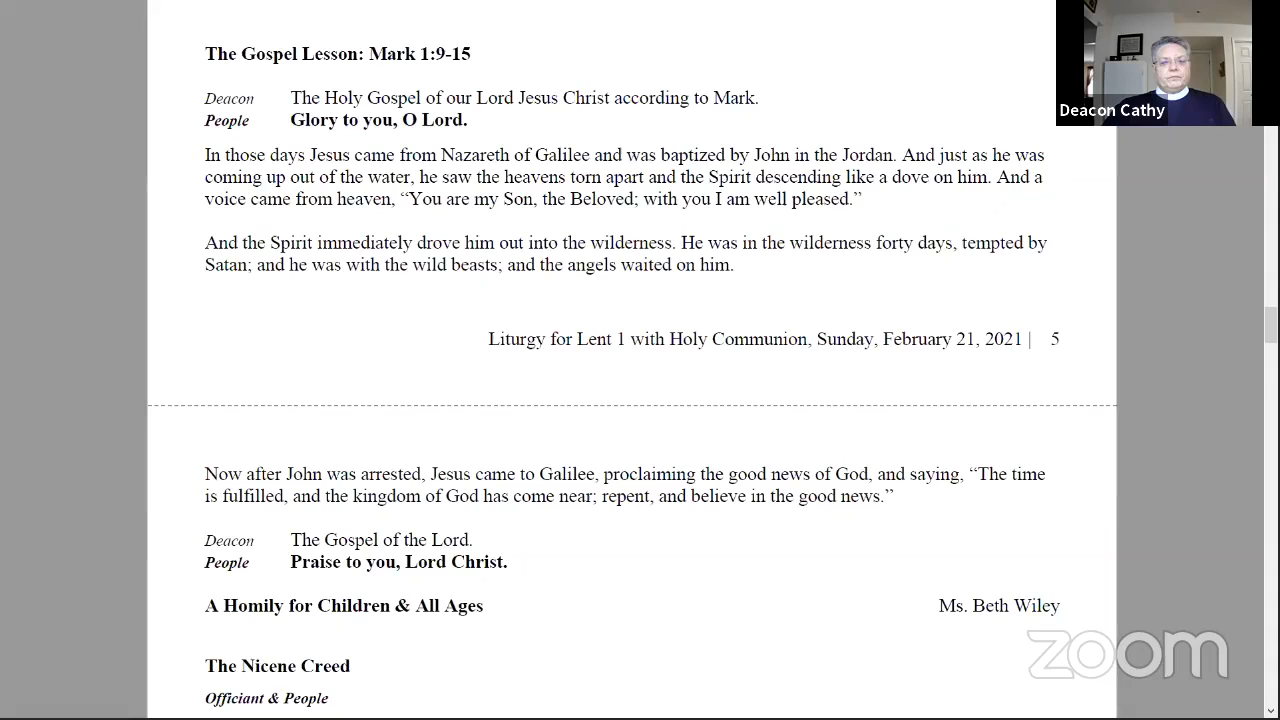 The Gospel Lesson: Mark 1:9-15
Deacon The Holy Gospel of our Lord Jesus Christ according to Mark.
People Glory to you, O Lord.
Deacon Cathy
In those days Jesus came from Nazareth of Galilee and was baptized by John in the Jordan. And just as he was
coming up out of the water, he saw the heavens torn apart and the Spirit descending like a dove on him. And a
voice came from heaven, “You are my Son, the Beloved; with you I am well pleased.”
And the Spirit immediately drove him out into the wilderness. He was in the wilderness forty days, tempted by
Satan; and he was with the wild beasts; and the angels waited on him.
Liturgy for Lent 1 with Holy Communion, Sunday, February 21, 2021 | 5
Now after John was arrested, Jesus came to Galilee, proclaiming the good news of God, and saying, “The time
is fulfilled, and the kingdom of God has come near; repent, and believe in the good news.”
Deacon The Gospel of the Lord.
People Praise to you, Lord Christ.
A Homily for Children & All Ages Ms. Beth Wiley
zoom
The Nicene Creed
Officiant & People